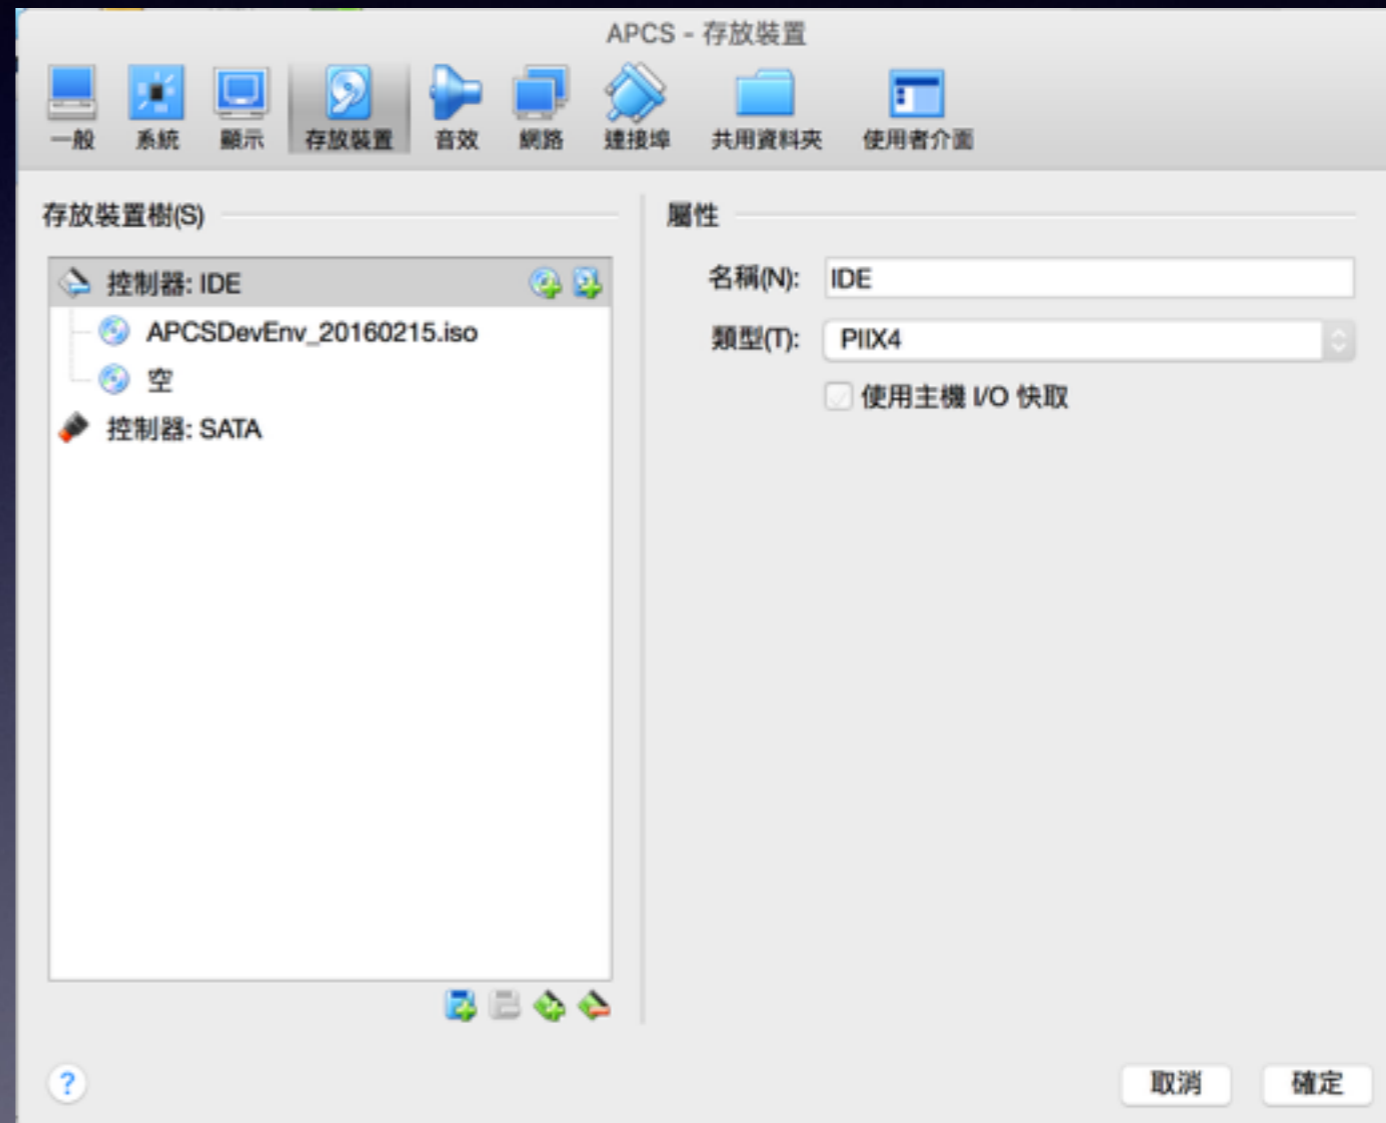 APCS - 存放裝置
一般 系統 顯示 存放裝置 音效 網路 連接埠 共用資料夾 使用者介面
存放裝置樹(S)
控制器: IDE
APCSDevEnv_20160215.iso
空
控制器: SATA
屬性
名稱(N): IDE
類型(T): PIIX4
使用主機 I/O 快取
?
取消 確定